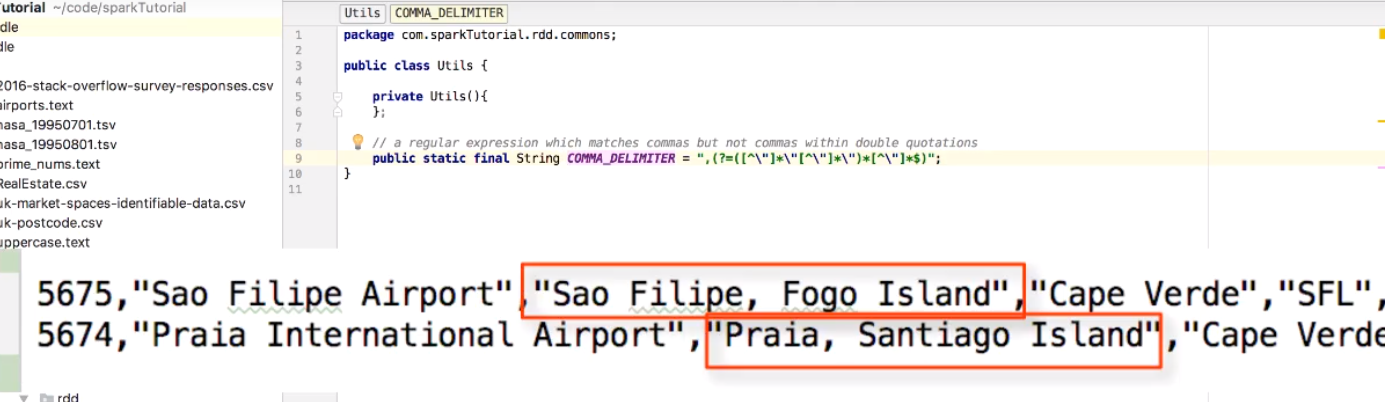 Tutorial ~/code/sparkTutorial
dle
dle
2016-stack-overflow-survey-responses.csv
airports.text
nasa_19950701.tsv
nasa_19950801.tsv
prime_nums.text
RealEstate.csv
uk-market-spaces-identifiable-data.csv
uk-postcode.csv
uppercase.text
Utils COMMA_DELIMITER
1 package com.sparkTutorial.rdd.commons;
2
3 public class Utils {
4
5 private Utils(){
6 };
7
8 // a regular expression which matches commas but not commas within double quotations
9 public static final String COMMA_DELIMITER = ",(?=([^\"]*\"[^\"]*\")*[^\"]*$)";
10 }
11
5675,"Sao Filipe Airport","Sao Filipe, Fogo Island","Cape Verde","SFL",
5674,"Praia International Airport","Praia, Santiago Island","Cape Verde
rdd